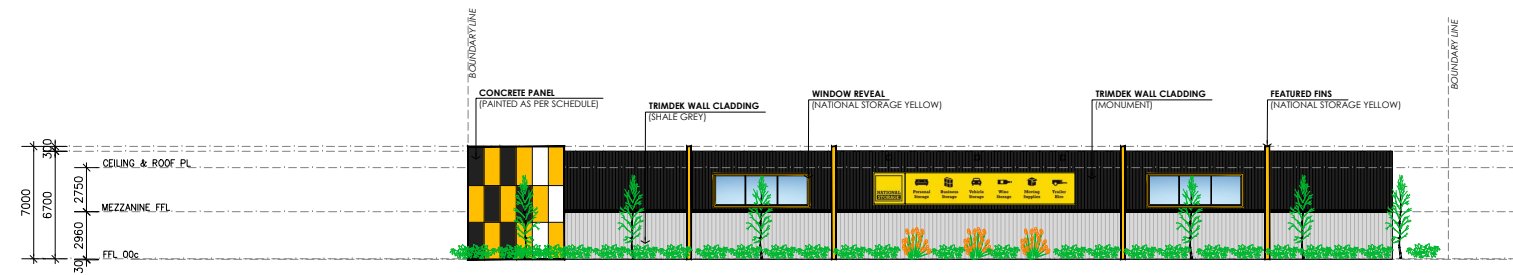 BOUNDARY LINE
BOUNDARY LINE
CONCRETE PANEL
(PAINTED AS PER SCHEDULE)
TRIMDEK WALL CLADDING
(SHALE GREY)
WINDOW REVEAL
(NATIONAL STORAGE YELLOW)
TRIMDEK WALL CLADDING
(MONUMENT)
FEATURED FINS
(NATIONAL STORAGE YELLOW)
300
CEILING & ROOF PL
2750
7000
6700
MEZZANINE FFL
2960
FFL 00c
30
NATIONAL
STORAGE
Personal
Storage
Business
Storage
Vehicle
Storage
Wine
Storage
Moving
Supplies
Trailer
Hire